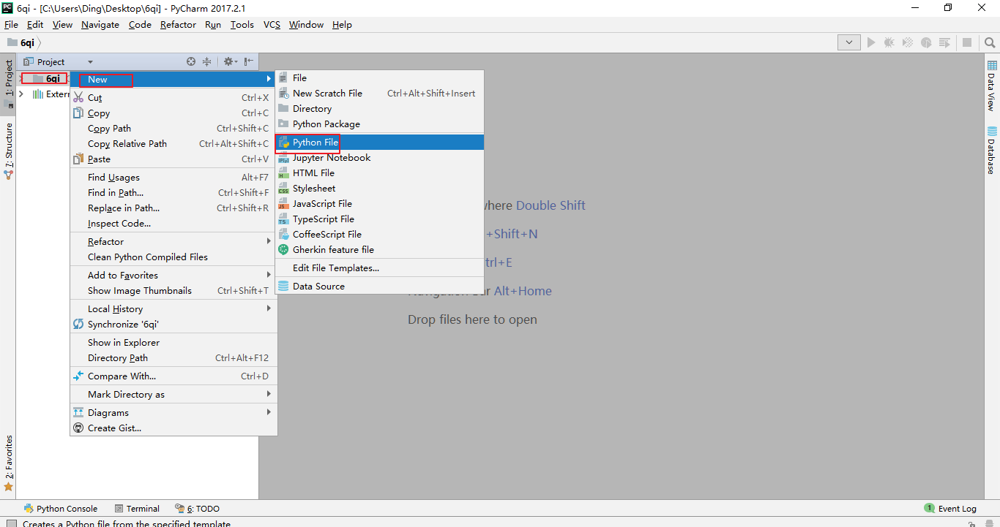 6qi - [C:\Users\Ding\Desktop\6qi] - PyCharm 2017.2.1
File Edit View Navigate Code Refactor Run Tools VCS Window Help
6qi
Project
1: Project
7: Structure
2: Favorites
6qi
Extern
New
Cut Ctrl+X
Copy Ctrl+C
Copy Path Ctrl+Shift+C
Copy Relative Path Ctrl+Alt+Shift+C
Paste Ctrl+V
Find Usages Alt+F7
Find in Path... Ctrl+Shift+F
Replace in Path... Ctrl+Shift+R
Inspect Code...
Refactor
Clean Python Compiled Files
Add to Favorites
Show Image Thumbnails Ctrl+Shift+T
Local History
Synchronize '6qi'
Show in Explorer
Directory Path Ctrl+Alt+F12
Compare With... Ctrl+D
Mark Directory as
Diagrams
Create Gist...
File
New Scratch File Ctrl+Alt+Shift+Insert
Directory
Python Package
Python File
Jupyter Notebook
HTML File
Stylesheet
JavaScript File
TypeScript File
CoffeeScript File
Gherkin feature file
Edit File Templates...
Data Source
here Double Shift
+Shift+N
trl+E
Navigation Bar Alt+Home
Drop files here to open
Data View
Database
Python Console Terminal 6: TODO
1 Event Log
Creates a Python file from the specified template